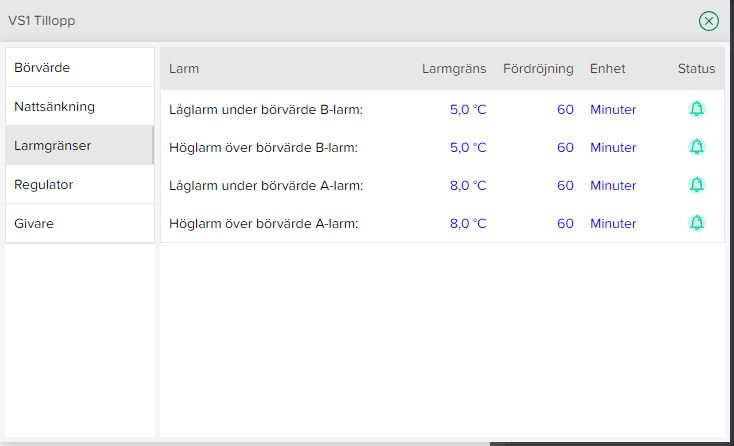 VS1 Tillopp
Börvärde
Nattsänkning
Larmgränser
Regulator
Givare
Larm Larmgräns Fördröjning Enhet Status
Låglarm under börvärde B-larm: 5,0 °C 60 Minuter
Höglarm över börvärde B-larm: 5,0 °C 60 Minuter
Låglarm under börvärde A-larm: 8,0 °C 60 Minuter
Höglarm över börvärde A-larm: 8,0 °C 60 Minuter